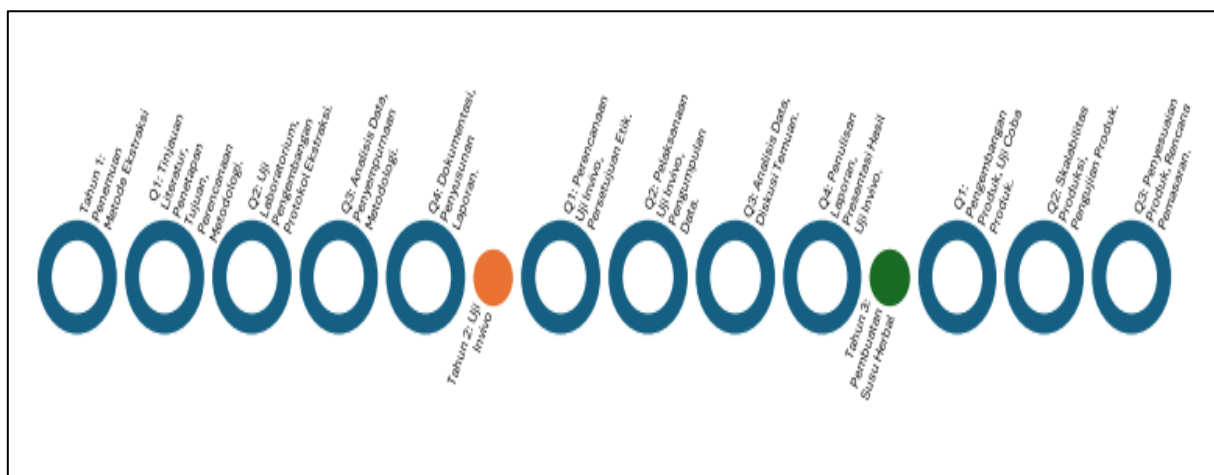 Tahun 1:
Penemuan
Metode Ekstraksi
Q1: Tinjauan
Literatur,
Penetapan
Tujuan,
Perencanaan
Metodologi.
Q2: Uji
Laboratorium,
Pengembangan
Protokol Ekstraksi.
Q3: Analisis Data,
Penyempurnaan
Metodologi.
Q4: Dokumentasi,
Penyusunan
Laporan.
Tahun 2: Uji
Invivo
Q1: Perencanaan
Uji Invivo,
Persetujuan Etik.
Q2: Pelaksanaan
Uji Invivo,
Pengumpulan
Data.
Q3: Analisis Data,
Diskusi Temuan.
Q4: Penulisan
Laporan,
Presentasi Hasil
Uji Invivo.
Tahun 3:
Pembuatan
Susu Herbal
Q1:
Pengembangan
Produk, Uji Coba
Produk.
Q2: Skalabilitas
Produksi,
Pengujian Produk.
Q3: Penyesuaian
Produk, Rencana
Pemasaran.